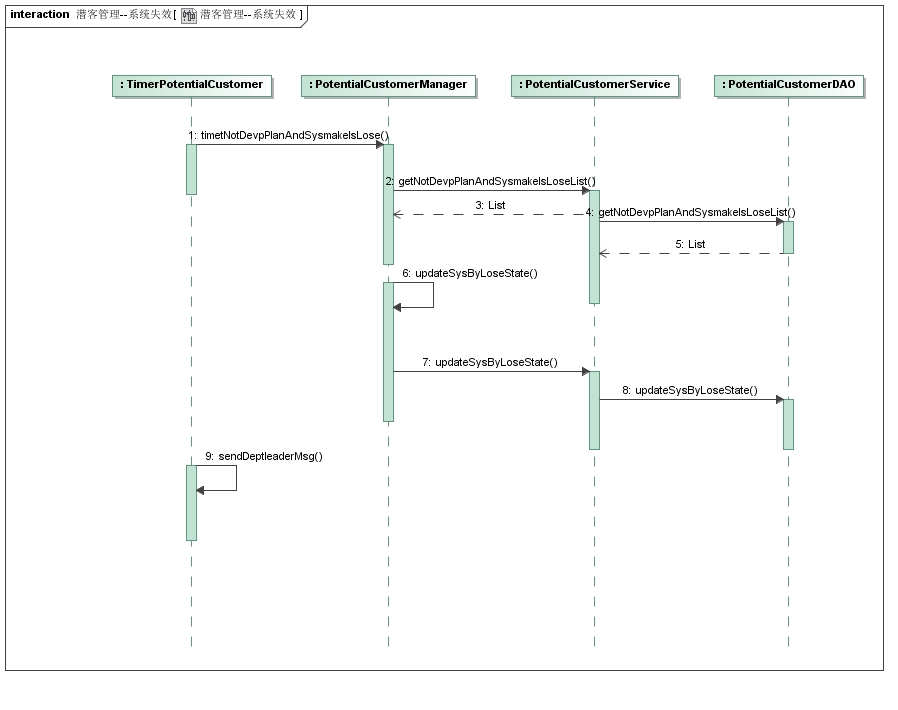 interaction 潜客管理--系统失效[ 潜客管理--系统失效 ]
: TimerPotentialCustomer
: PotentialCustomerManager
: PotentialCustomerService
: PotentialCustomerDAO
1: timetNotDevpPlanAndSysmakeIsLose()
2: getNotDevpPlanAndSysmakeIsLoseList()
3: List
4: getNotDevpPlanAndSysmakeIsLoseList()
5: List
6: updateSysByLoseState()
7: updateSysByLoseState()
8: updateSysByLoseState()
9: sendDeptleaderMsg()